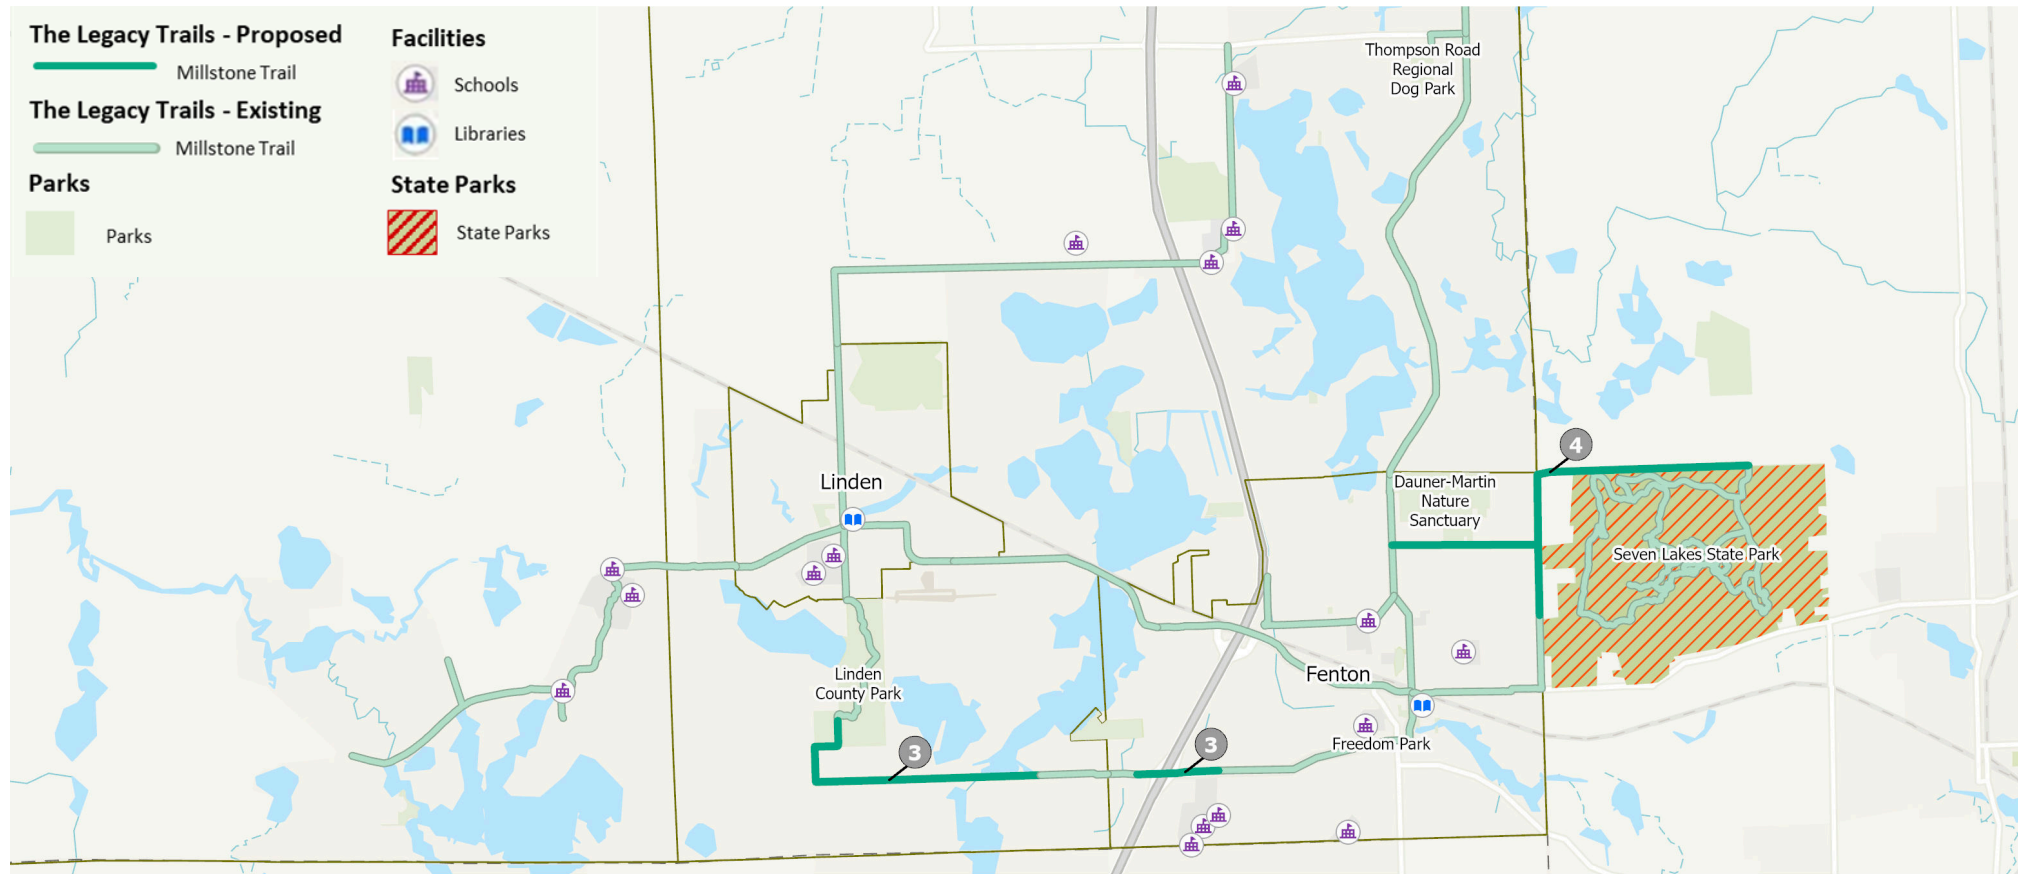 The Legacy Trails - Proposed
Millstone Trail
The Legacy Trails - Existing
Millstone Trail
Parks
Parks
Facilities
Schools
Libraries
State Parks
State Parks
Thompson Road
Regional
Dog Park
4
Linden
Dauner-Martin
Nature
Sanctuary
Seven Lakes State Park
Linden
County Park
Fenton
Freedom Park
3
3